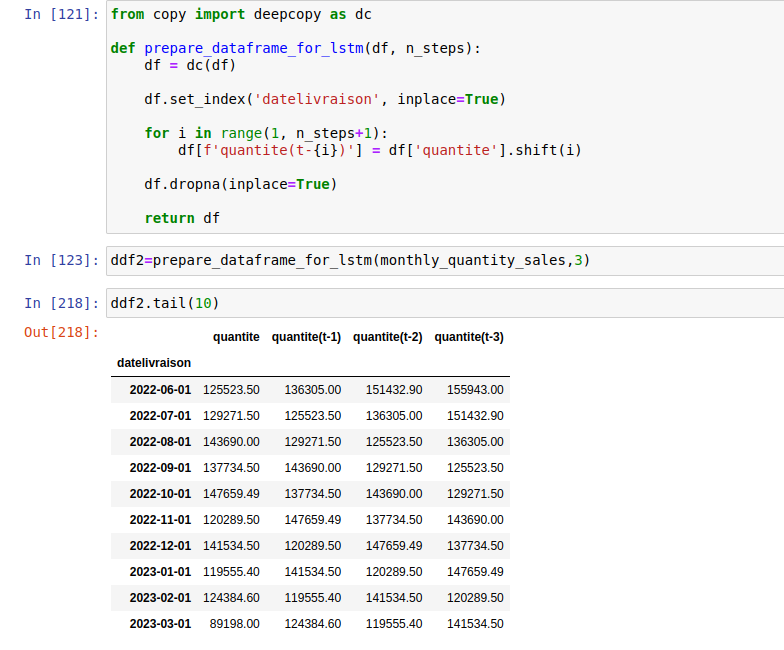 In [121]: from copy import deepcopy as dc
def prepare_dataframe_for_lstm(df, n_steps):
    df = dc(df)
    df.set_index('datelivraison', inplace=True)
    for i in range(1, n_steps+1):
        df[f'quantite(t-{i})'] = df['quantite'].shift(i)
    df.dropna(inplace=True)
    return df
In [123]: ddf2=prepare_dataframe_for_lstm(monthly_quantity_sales,3)
In [218]: ddf2.tail(10)
Out[218]:
quantite quantite(t-1) quantite(t-2) quantite(t-3)
datelivraison
2022-06-01 125523.50 136305.00 151432.90 155943.00
2022-07-01 129271.50 125523.50 136305.00 151432.90
2022-08-01 143690.00 129271.50 125523.50 136305.00
2022-09-01 137734.50 143690.00 129271.50 125523.50
2022-10-01 147659.49 137734.50 143690.00 129271.50
2022-11-01 120289.50 147659.49 137734.50 143690.00
2022-12-01 141534.50 120289.50 147659.49 137734.50
2023-01-01 119555.40 141534.50 120289.50 147659.49
2023-02-01 124384.60 119555.40 141534.50 120289.50
2023-03-01 89198.00 124384.60 119555.40 141534.50